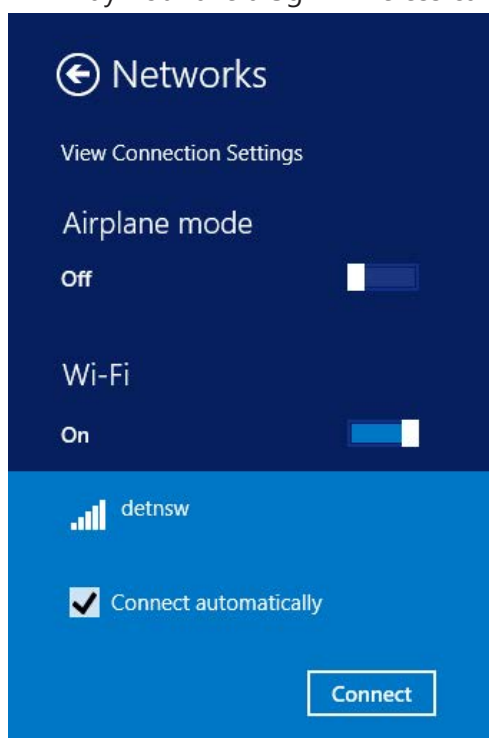 Networks
View Connection Settings
Airplane mode
Off
Wi-Fi
On
detnsw
Connect automatically
Connect